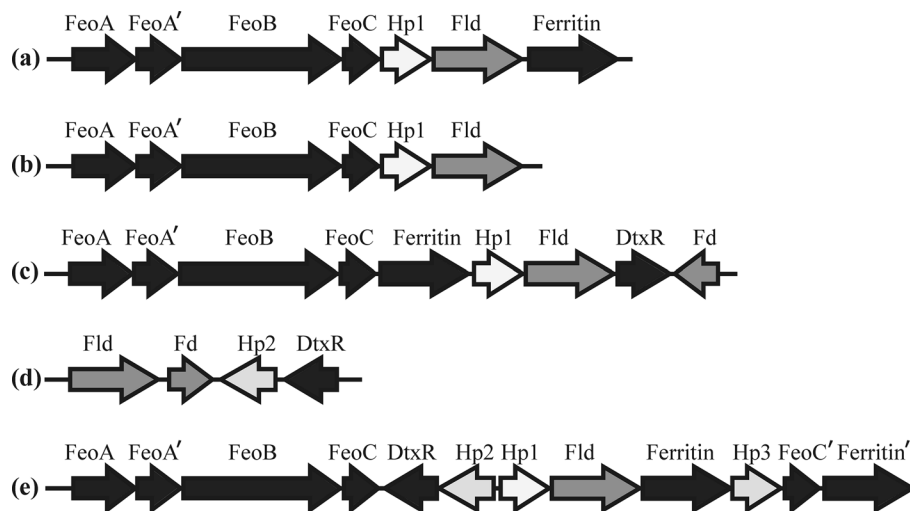 FeoA FeoA′ FeoB FeoC Hp1 Fld Ferritin
(a)
FeoA FeoA′ FeoB FeoC Hp1 Fld
(b)
FeoA FeoA′ FeoB FeoC Ferritin Hp1 Fld DtxR Fd
(c)
Fld Fd Hp2 DtxR
(d)
FeoA FeoA′ FeoB FeoC DtxR Hp2 Hp1 Fld Ferritin Hp3 FeoC′ Ferritin′
(e)